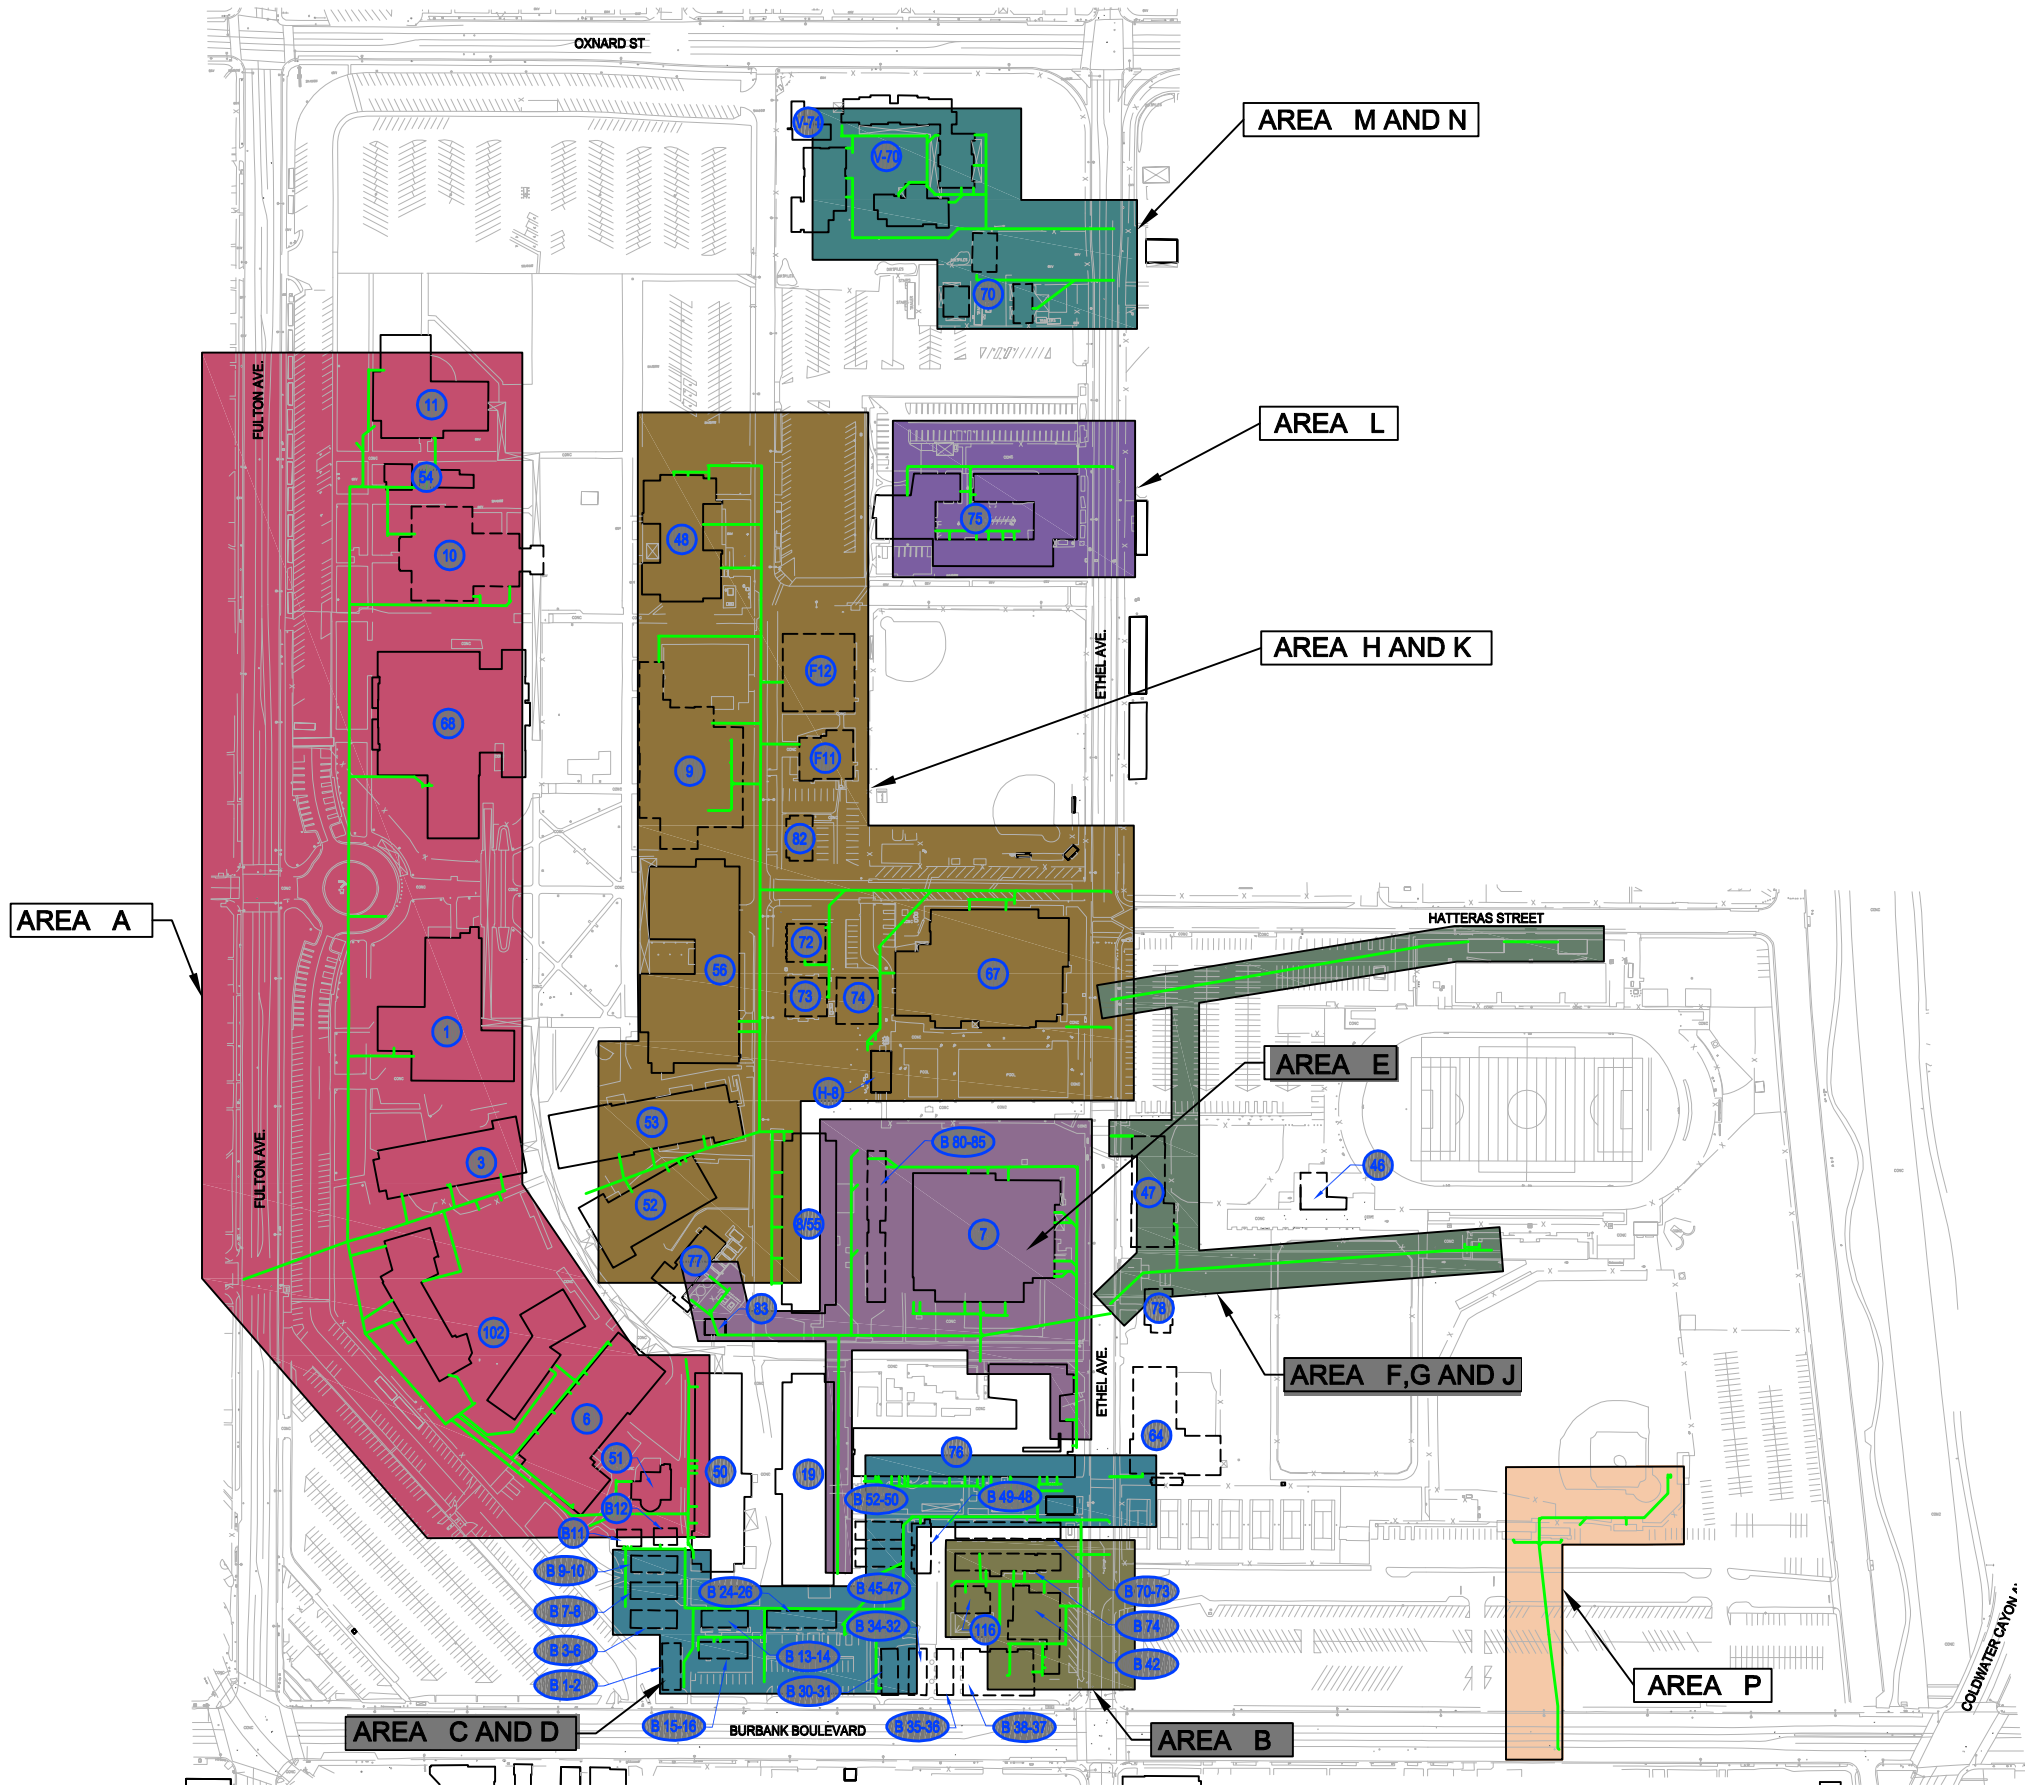 OXNARD ST
AREA M AND N
V-71
V-70
70
FULTON AVE.
11
AREA L
54
75
48
10
ETHEL AVE.
AREA H AND K
F12
68
F11
9
82
AREA A
HATTERAS STREET
72
56
67
73
74
1
AREA E
H-8
53
B 80-85
3
46
47
FULTON AVE.
52
8/55
7
77
83
78
102
AREA F,G AND J
ETHEL AVE.
6
64
51
76
50
19
B 52-50
B 49-48
B12
B11
B 9-10
B 24-26
B 45-47
B 70-73
B 7-8
B 34-32
116
B 74
B 3-6
B 13-14
B 42
B 1-2
B 30-31
AREA P
COLDWATER CAYON A
B 15-16
B 35-36
B 38-37
AREA C AND D
BURBANK BOULEVARD
AREA B